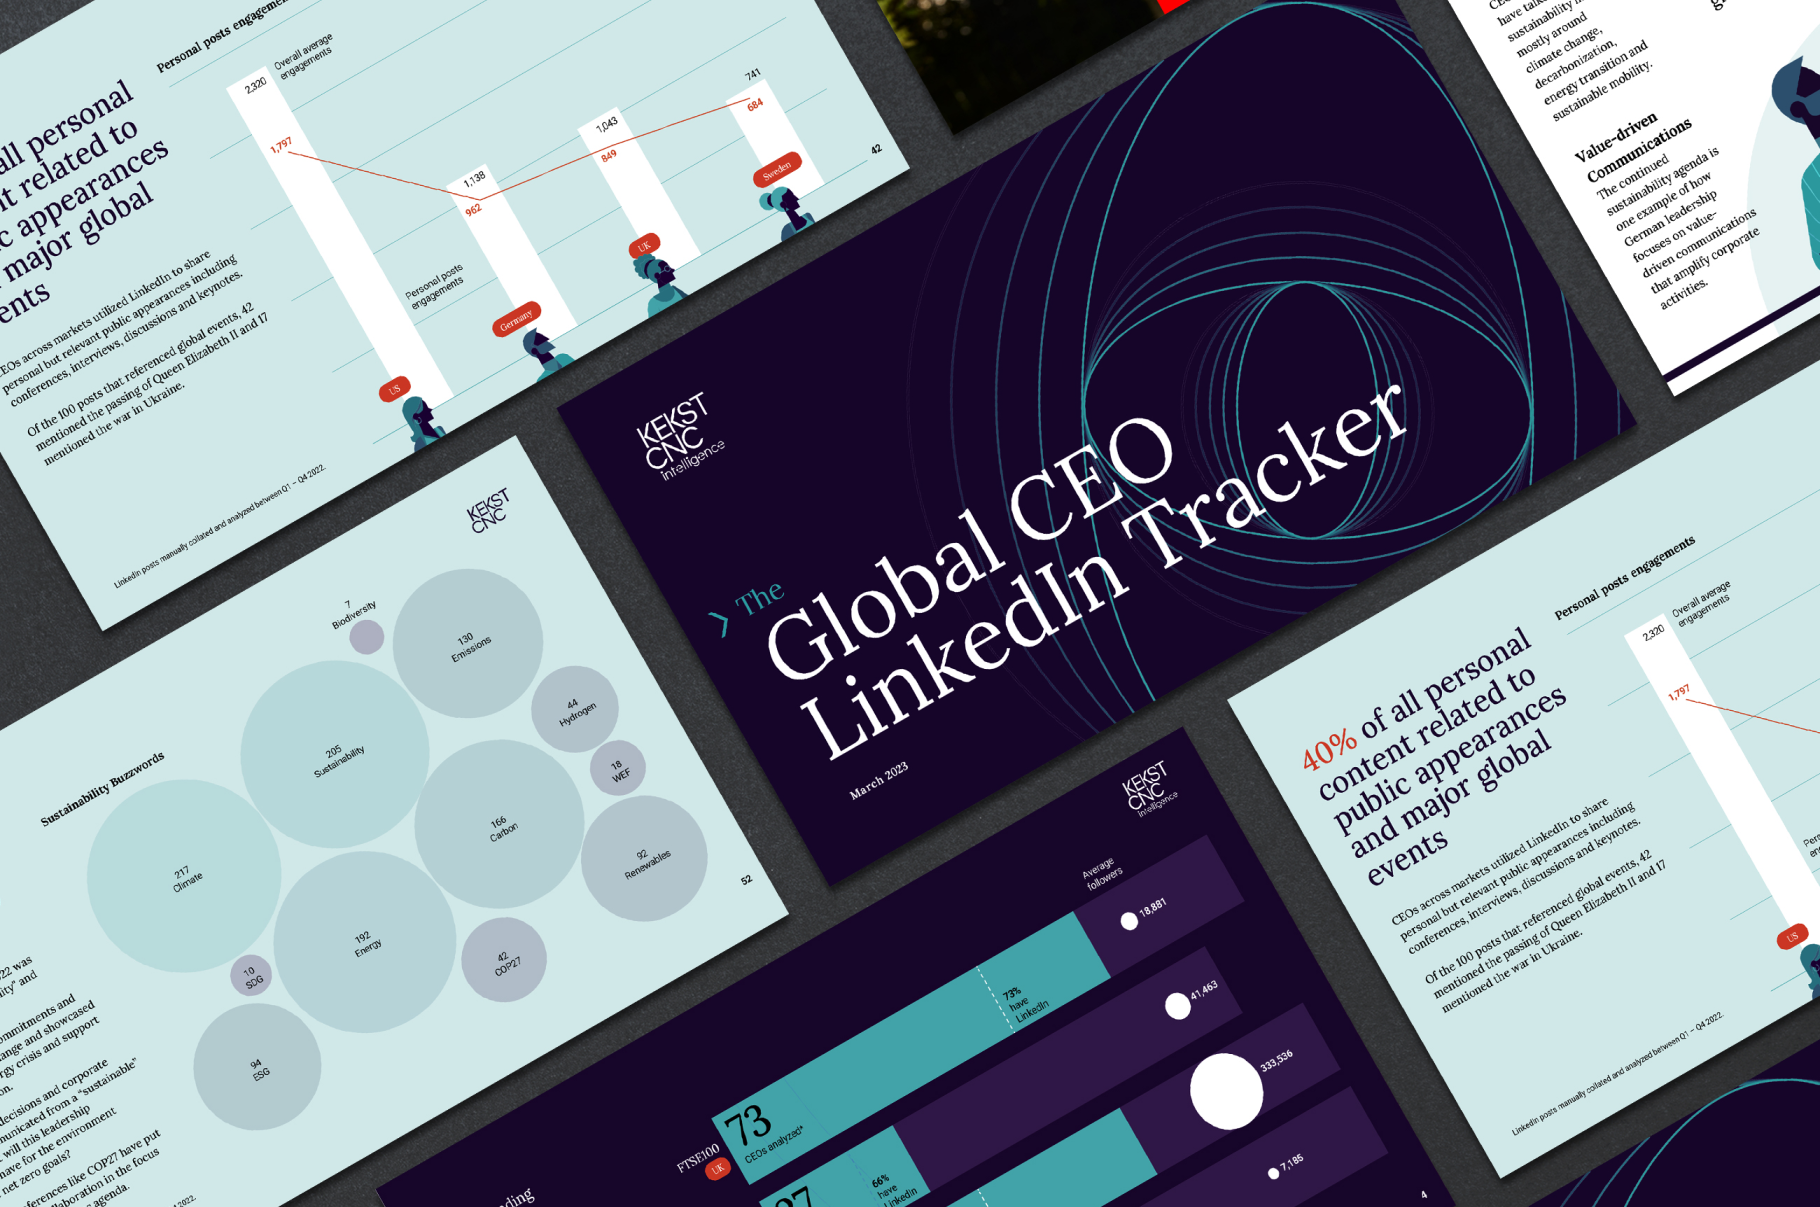 Personal posts engagemen
all personal
t related to
c appearances
major global
ents
CEOs across markets utilized LinkedIn to share
personal but relevant public appearances including
conferences, interviews, discussions and keynotes.
Of the 100 posts that referenced global events, 42
mentioned the passing of Queen Elizabeth II and 17
mentioned the war in Ukraine.
LinkedIn posts manually collated and analyzed between Q1 – Q4 2022.
2,320
Overall average
engagements
1,797
1,138
962
Personal posts
engagements
1,043
849
741
684
US
Germany
UK
Sweden
42
have talk
sustainability
mostly around
climate change,
decarbonization,
energy transition and
sustainable mobility.
Value-driven
Communications
The continued
sustainability agenda is
one example of how
German leadership
focuses on value-
driven communications
that amplify corporate
activities.
KEKST
CNC
intelligence
The
Global CEO
LinkedIn Tracker
March 2023
KEKST
CNC
Sustainability Buzzwords
7
Biodiversity
130
Emissions
205
Sustainability
44
Hydrogen
18
WEF
166
Carbon
92
Renewables
217
Climate
192
Energy
10
SDG
42
COP27
94
ESG
52
22 was
ity" and
ommitments and
ange and showcased
rgy crisis and support
on.
decisions and corporate
municated from a "sustainable"
will this leadership
have for the environment
net zero goals?
ferences like COP27 have put
llaboration in the focus
agenda.
2022.
KEKST
CNC
intelligence
Average
followers
18,881
73%
have
LinkedIn
73
CEOs analyzed*
FTSE100
UK
41,463
66%
have
LinkedIn
333,536
7,185
nding
4
Personal posts engagements
40% of all personal
content related to
public appearances
and major global
events
CEOs across markets utilized LinkedIn to share
personal but relevant public appearances including
conferences, interviews, discussions and keynotes.
Of the 100 posts that referenced global events, 42
mentioned the passing of Queen Elizabeth II and 17
mentioned the war in Ukraine.
LinkedIn posts manually collated and analyzed between Q1 – Q4 2022.
2,320
Overall average
engagements
1,797
US